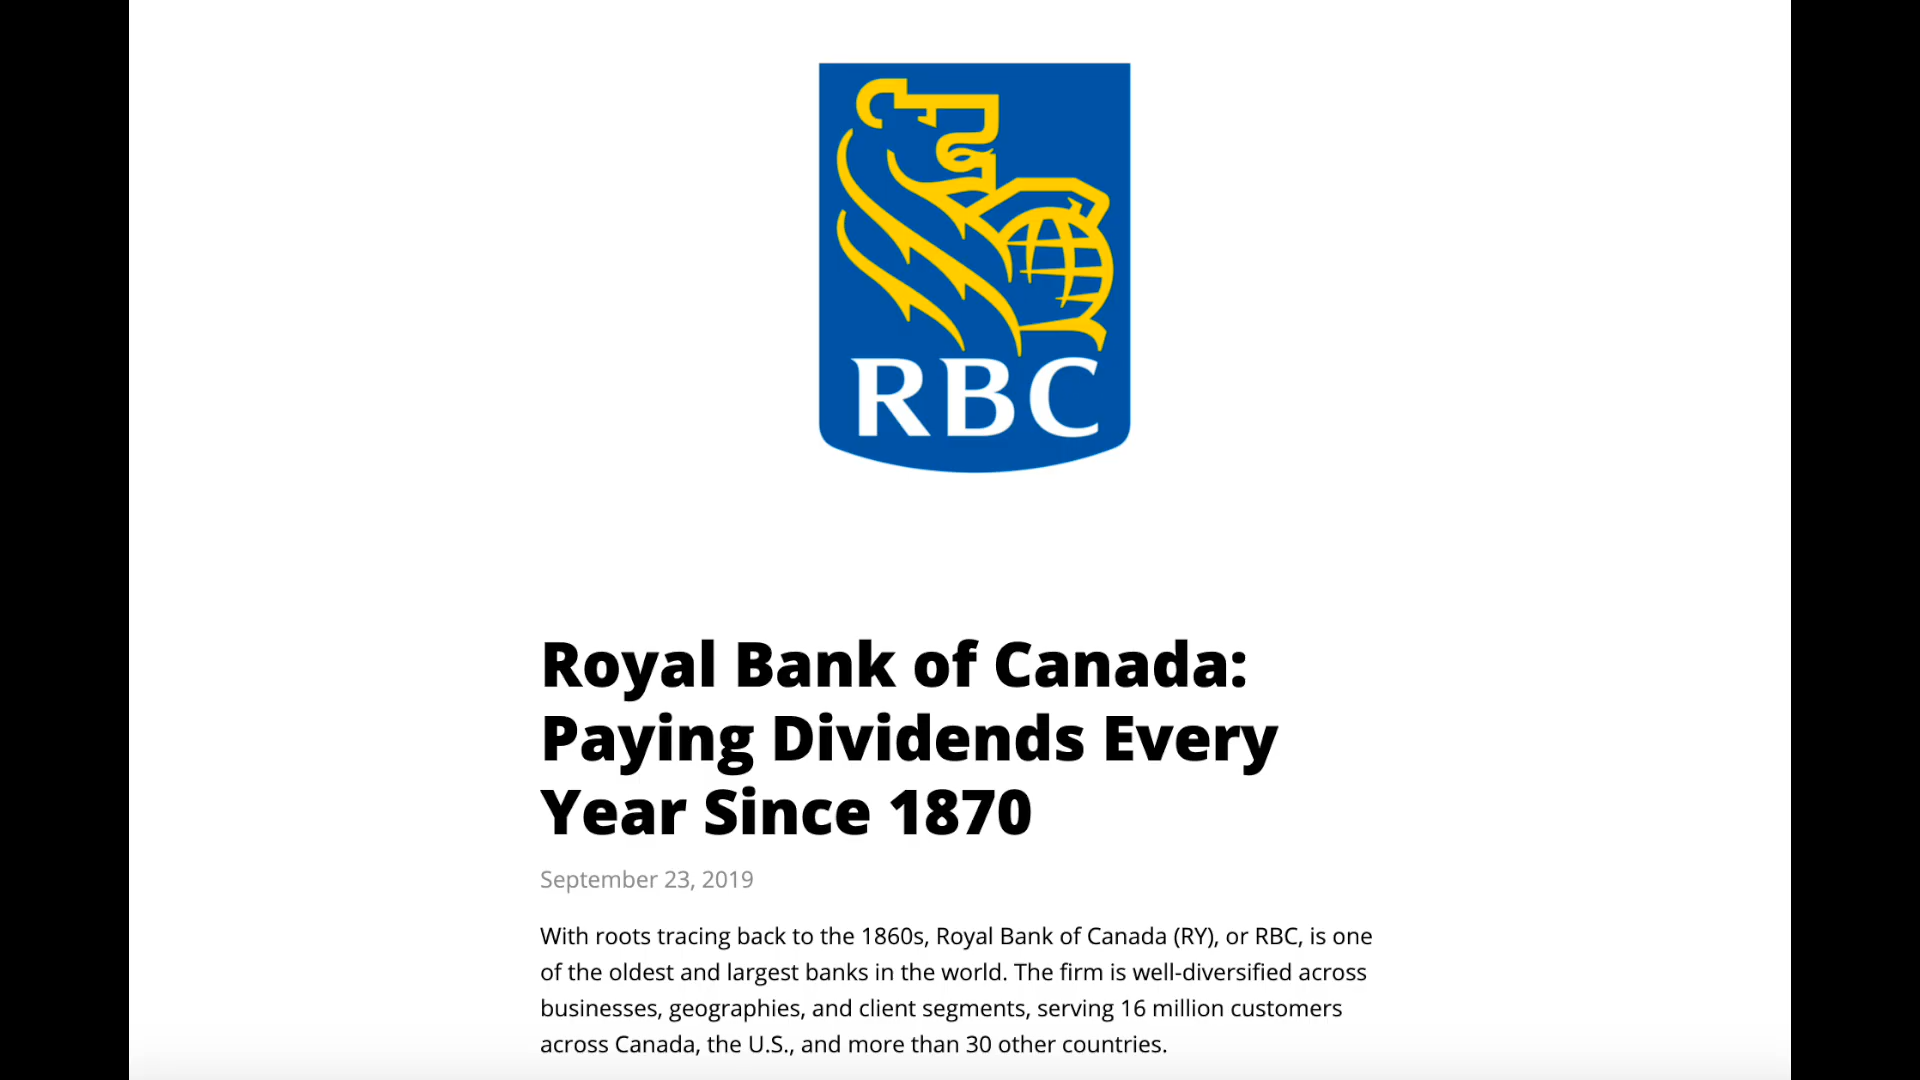 RBC
Royal Bank of Canada:
Paying Dividends Every
Year Since 1870
September 23, 2019
With roots tracing back to the 1860s, Royal Bank of Canada (RY), or RBC, is one
of the oldest and largest banks in the world. The firm is well-diversified across
businesses, geographies, and client segments, serving 16 million customers
across Canada, the U.S., and more than 30 other countries.